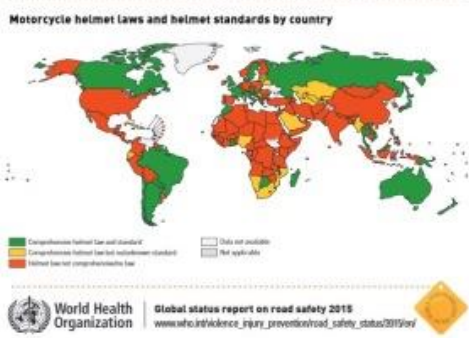 Motorcycle helmet laws and helmet standards by country
Comprehensive helmet law and standard
Data not available
Comprehensive helmet law but no/unknown standard
Not applicable
Helmet law not comprehensive/no law
World Health
Organization
Global status report on road safety 2015
www.who.int/violence_injury_prevention/road_safety_status/2015/en/